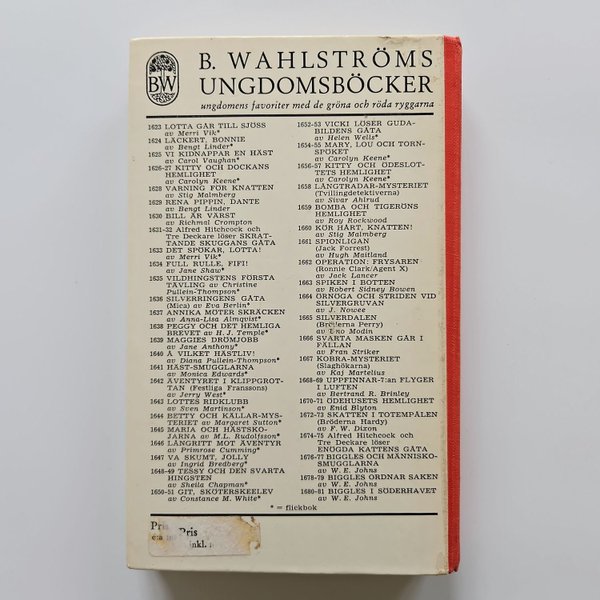 BW
B. WAHLSTRÖMS
UNGDOMSBÖCKER
ungdomens favoriter med de gröna och röda ryggarna
1623 LOTTA GÅR TILL SJÖSS
av Merri Vik*
1624 LÄCKERT, BONNIE
av Bengt Linder*
1625 VI KIDNAPPAR EN HÄST
av Carol Vaughan*
1626-27 KITTY OCH DOCKANS
HEMLIGHET
av Carolyn Keene*
1628 VARNING FÖR KNATTEN
av Stig Malmberg
1629 RENA PIPPIN, DANTE
av Bengt Linder
1630 BILL ÄR VÄRST
av Richmal Crompton
1631-32 Alfred Hitchcock och
Tre Deckare löser SKRAT-
TANDE SKUGGANS GÅTA
1633 DET SPÖKAR, LOTTA!
av Merri Vik*
1634 FULL RULLE, FIFI!
av Jane Shaw*
1635 VILDHINGSTENS FÖRSTA
TÄVLING av Christine
Pullein-Thompson*
1636 SILVERRINGENS GÅTA
(Mica) av Eva Berlin*
1637 ANNIKA MÖTER SKRÄCKEN
av Anna-Lisa Almqvist*
1638 PEGGY OCH DET HEMLIGA
BREVET av H. J. Temple*
1639 MAGGIES DRÖMJOBB
av Jane Anthony*
1640 Å VILKET HÄSTLIV!
av Diana Pullein-Thompson*
1641 HÄST-SMUGGLARNA
av Monica Edwards*
1642 ÄVENTYRET I KLIPPGROT-
TAN (Festliga Franssons)
av Jerry West*
1643 LOTTES RIDKLUBB
av Sven Martinson*
1644 BETTY OCH KÄLLAR-MYS-
TERIET av Margaret Sutton*
1645 MARIA OCH HÄSTSKO-
JARNA av M.L. Rudolfsson*
1646 LÅNGRITT MOT ÄVENTYR
av Primrose Cumming*
1647 VA SKUMT, JOLLY
av Ingrid Bredberg*
1648-49 TESSY OCH DEN SVARTA
HINGSTEN
av Sheila Chapman*
1650-51 GIT, SKÖTERSKEELEV
av Constance M. White*
1652-53 VICKI LÖSER GUDA-
BILDENS GÅTA
av Helen Wells*
1654-55 MARY, LOU OCH TORN-
SPÖKET
av Carolyn Keene*
1656-57 KITTY OCH ÖDESLOT-
TETS HEMLIGHET
av Carolyn Keene*
1658 LÅNGTRADAR-MYSTERIET
(Tvillingdetektiverna)
av Sivar Ahlrud
1659 BOMBA OCH TIGERÖNS
HEMLIGHET
av Roy Rockwood
1660 KÖR HÅRT, KNATTEN!
av Stig Malmberg
1661 SPIONLIGAN
(Jack Forrest)
av Hugh Maitland
1662 OPERATION: FRYSAREN
(Ronnie Clark/Agent X)
av Jack Lancer
1663 SPIKEN I BOTTEN
av Robert Sidney Bowen
1664 ÖRNÖGA OCH STRIDEN VID
SILVERGRUVAN
av J. Nowee
1665 SILVERDALEN
(Bröderna Perry)
av Uno Modin
1666 SVARTA MASKEN GÅR I
FÄLLAN
av Fran Striker
1667 KOBRA-MYSTERIET
(Slaghökarna)
av Kaj Martelius
1668-69 UPPFINNAR-7:AN FLYGER
I LUFTEN
av Bertrand R. Brinley
1670-71 ÖDEHUSETS HEMLIGHET
av Enid Blyton
1672-73 SKATTEN I TOTEMPÅLEN
(Bröderna Hardy)
av F. W. Dixon
1674-75 Alfred Hitchcock och
Tre Deckare löser
ENÖGDA KATTENS GÅTA
1676-77 BIGGLES OCH MÄNNISKO-
SMUGGLARNA
av W. E. Johns
1678-79 BIGGLES ORDNAR SAKEN
av W. E. Johns
1680-81 BIGGLES I SÖDERHAVET
av W. E. Johns
* = flickbok
Pris
inkl.